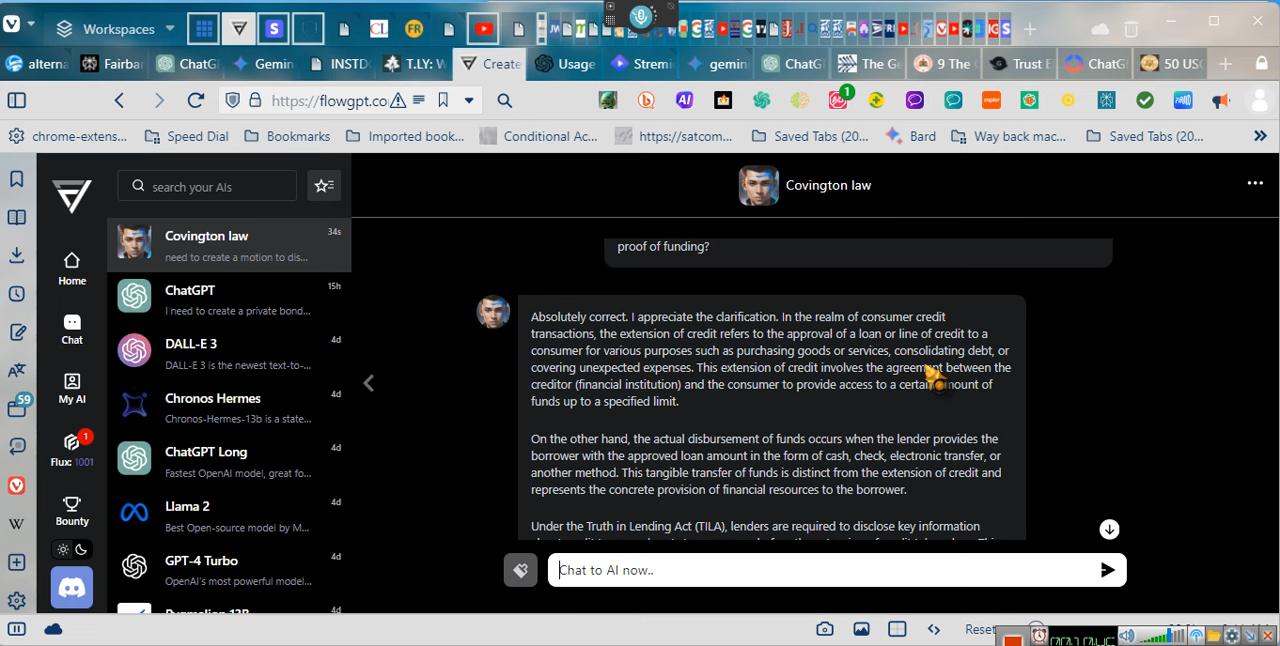 Workspaces
CL
FR
alterna
Fairba
ChatG
Gemin
INSTD
T.LY: W
Create
Usage
Stremi
gemin
ChatGl
The Ge
9 The
Trust E
ChatGl
50 USC
https://flowgpt.co
1
chrome-extens...
Speed Dial
Bookmarks
Imported book...
Conditional Ac...
https://satcom...
Saved Tabs (20...
Bard
Way back mac...
Saved Tabs (20...
search your AIs
Covington law
Covington law
34s
need to create a motion to dis...
proof of funding?
Home
ChatGPT
15h
I need to create a private bond...
Chat
DALL-E 3
4d
DALL-E 3 is the newest text-to-...
My AI
Chronos Hermes
4d
Chronos-Hermes-13b is a state...
59
1
Flux: 1001
ChatGPT Long
4d
Fastest OpenAI model, great fo...
Bounty
Llama 2
4d
Best Open-source model by M...
GPT-4 Turbo
4d
OpenAI's most powerful model...
4d
Absolutely correct. I appreciate the clarification. In the realm of consumer credit
transactions, the extension of credit refers to the approval of a loan or line of credit to a
consumer for various purposes such as purchasing goods or services, consolidating debt, or
covering unexpected expenses. This extension of credit involves the agreement between the
creditor (financial institution) and the consumer to provide access to a certain amount of
funds up to a specified limit.
On the other hand, the actual disbursement of funds occurs when the lender provides the
borrower with the approved loan amount in the form of cash, check, electronic transfer, or
another method. This tangible transfer of funds is distinct from the extension of credit and
represents the concrete provision of financial resources to the borrower.
Under the Truth in Lending Act (TILA), lenders are required to disclose key information
Chat to AI now..
Reset